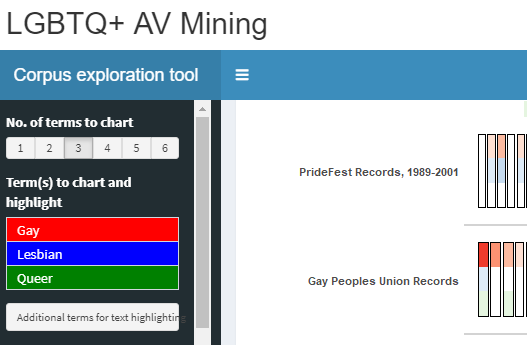 LGBTQ+ AV Mining
Corpus exploration tool
No. of terms to chart
1 2 3 4 5 6
Term(s) to chart and
highlight
Gay
Lesbian
Queer
Additional terms for text highlighting
PrideFest Records, 1989-2001
Gay Peoples Union Records